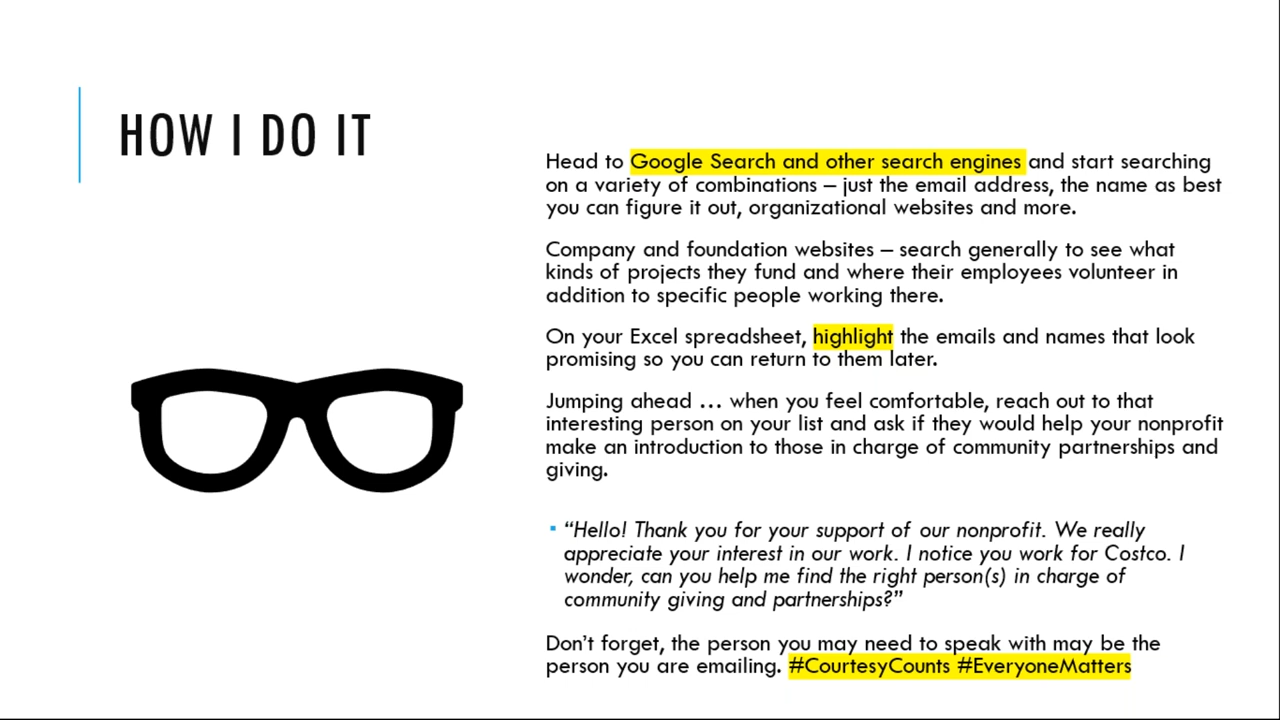 HOW I DO IT
Head to Google Search and other search engines and start searching
on a variety of combinations – just the email address, the name as best
you can figure it out, organizational websites and more.
Company and foundation websites – search generally to see what
kinds of projects they fund and where their employees volunteer in
addition to specific people working there.
On your Excel spreadsheet, highlight the emails and names that look
promising so you can return to them later.
Jumping ahead … when you feel comfortable, reach out to that
interesting person on your list and ask if they would help your nonprofit
make an introduction to those in charge of community partnerships and
giving.
▪ “Hello! Thank you for your support of our nonprofit. We really
appreciate your interest in our work. I notice you work for Costco. I
wonder, can you help me find the right person(s) in charge of
community giving and partnerships?”
Don’t forget, the person you may need to speak with may be the
person you are emailing. #CourtesyCounts #EveryoneMatters